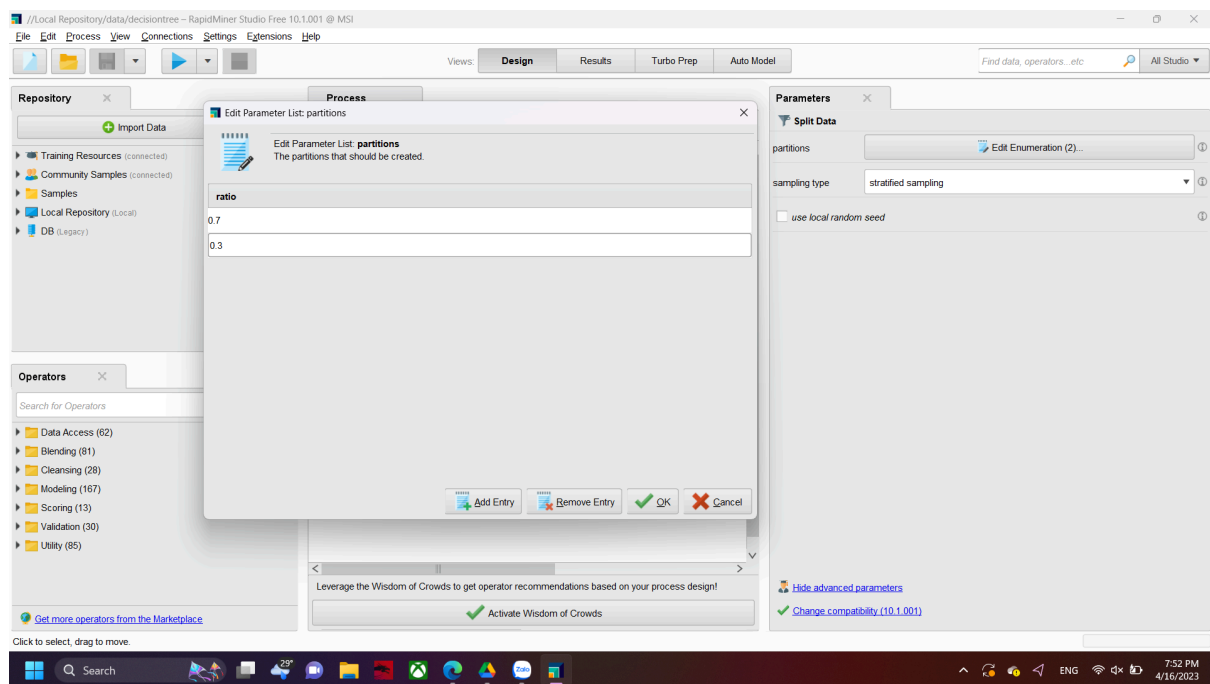 //Local Repository/data/decisiontree – RapidMiner Studio Free 10.1.001 @ MSI
File Edit Process View Connections Settings Extensions Help
Views: Design Results Turbo Prep Auto Model
Find data, operators...etc
All Studio
Repository
Import Data
Training Resources (connected)
Community Samples (connected)
Samples
Local Repository (Local)
DB (Legacy)
Operators
Search for Operators
Data Access (62)
Blending (81)
Cleansing (28)
Modeling (167)
Scoring (13)
Validation (30)
Utility (85)
Get more operators from the Marketplace
Process
Edit Parameter List: partitions
Edit Parameter List: partitions
The partitions that should be created.
ratio
0.7
0.3
Add Entry Remove Entry OK Cancel
Leverage the Wisdom of Crowds to get operator recommendations based on your process design!
Activate Wisdom of Crowds
Parameters
Split Data
partitions Edit Enumeration (2)...
sampling type stratified sampling
use local random seed
Hide advanced parameters
Change compatibility (10.1.001)
Click to select, drag to move.
Search
29°
Zalo
ENG
7:52 PM
4/16/2023